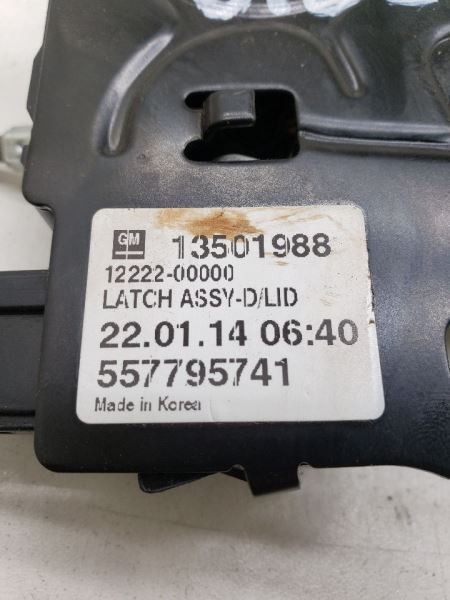 GM 13501988
12222-00000
LATCH ASSY-D/LID
22.01.14 06:40
557795741
Made in Korea